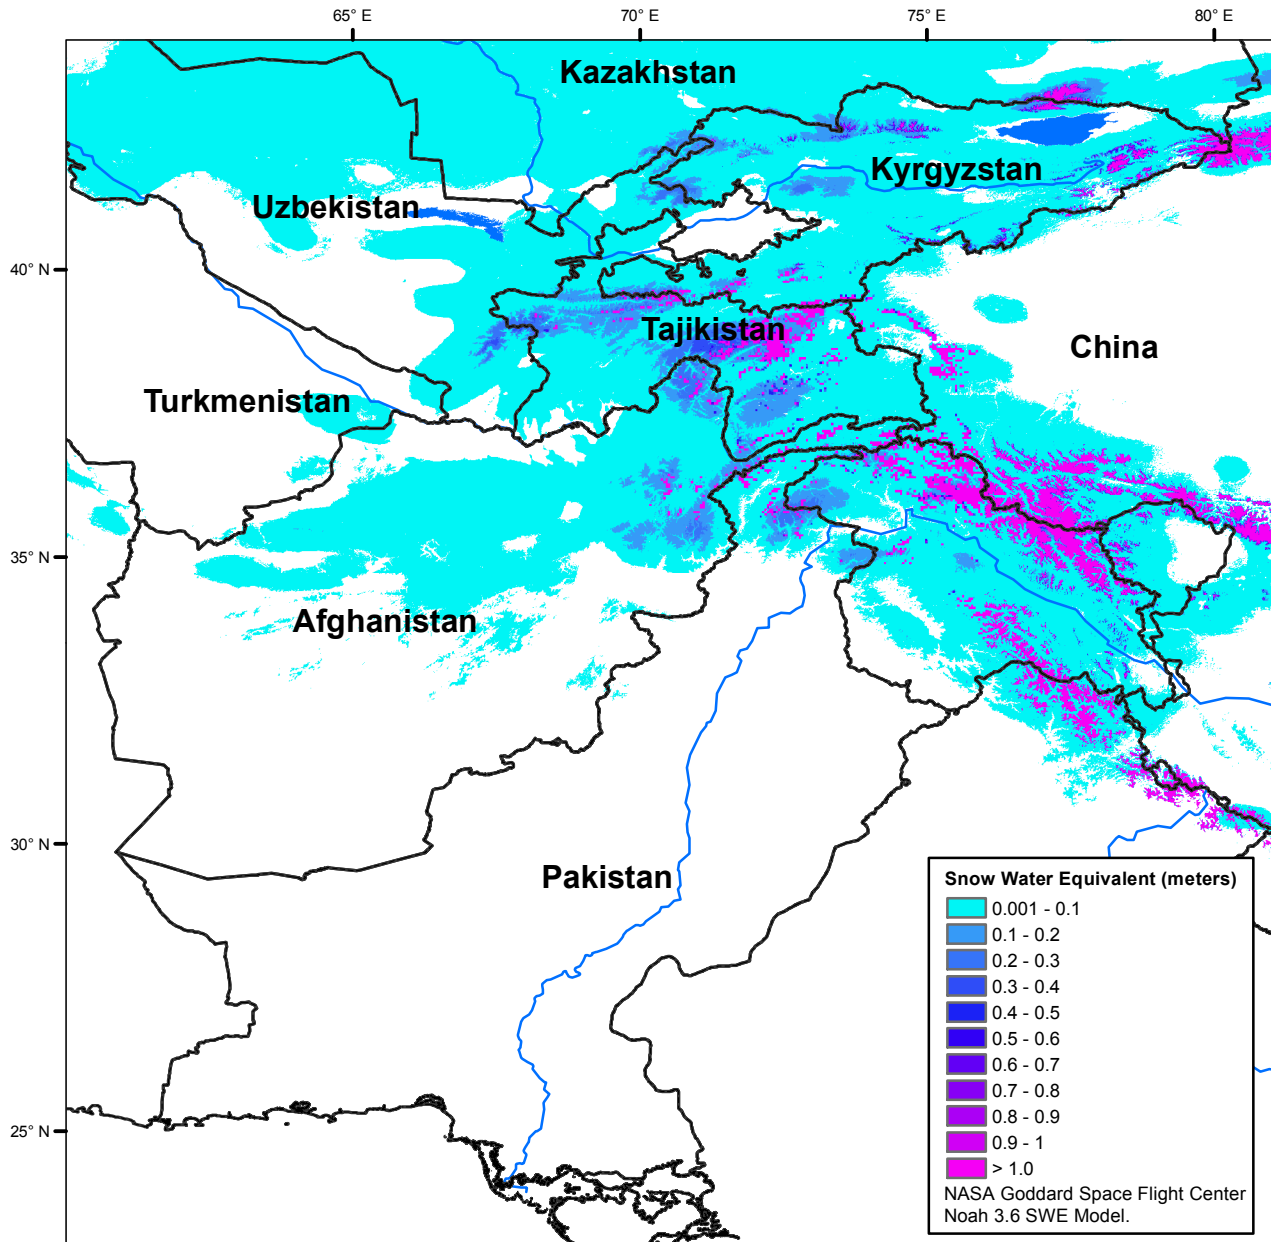 65° E
70° E
75° E
80° E
Kazakhstan
Kyrgyzstan
Uzbekistan
40° N
Tajikistan
China
Turkmenistan
35° N
Afghanistan
30° N
Pakistan
Snow Water Equivalent (meters)
0.001 - 0.1
0.1 - 0.2
0.2 - 0.3
0.3 - 0.4
0.4 - 0.5
0.5 - 0.6
0.6 - 0.7
0.7 - 0.8
0.8 - 0.9
0.9 - 1
> 1.0
25° N
NASA Goddard Space Flight Center
Noah 3.6 SWE Model.